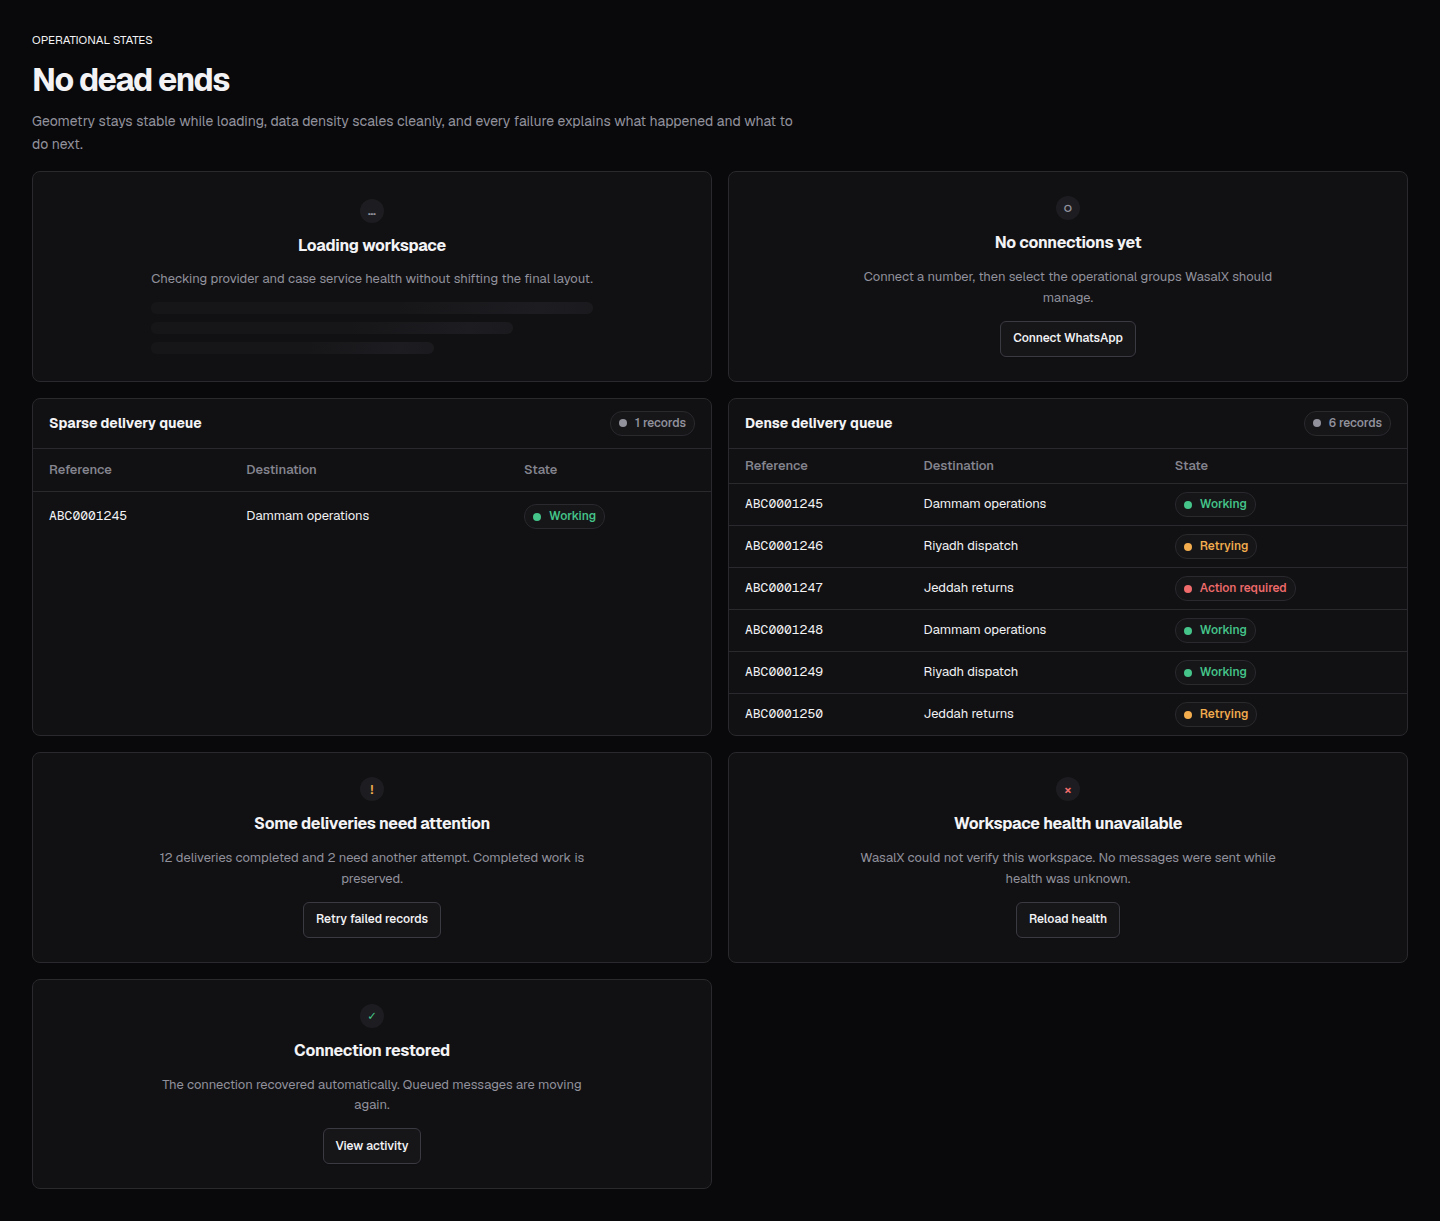 OPERATIONAL STATES
No dead ends
Geometry stays stable while loading, data density scales cleanly, and every failure explains what happened and what to
do next.
…
Loading workspace
Checking provider and case service health without shifting the final layout.
No connections yet
Connect a number, then select the operational groups WasalX should
manage.
Connect WhatsApp
Sparse delivery queue
1 records
Reference Destination State
ABC0001245 Dammam operations Working
Dense delivery queue
6 records
Reference Destination State
ABC0001245 Dammam operations Working
ABC0001246 Riyadh dispatch Retrying
ABC0001247 Jeddah returns Action required
ABC0001248 Dammam operations Working
ABC0001249 Riyadh dispatch Working
ABC0001250 Jeddah returns Retrying
!
Some deliveries need attention
12 deliveries completed and 2 need another attempt. Completed work is
preserved.
Retry failed records
×
Workspace health unavailable
WasalX could not verify this workspace. No messages were sent while
health was unknown.
Reload health
✓
Connection restored
The connection recovered automatically. Queued messages are moving
again.
View activity